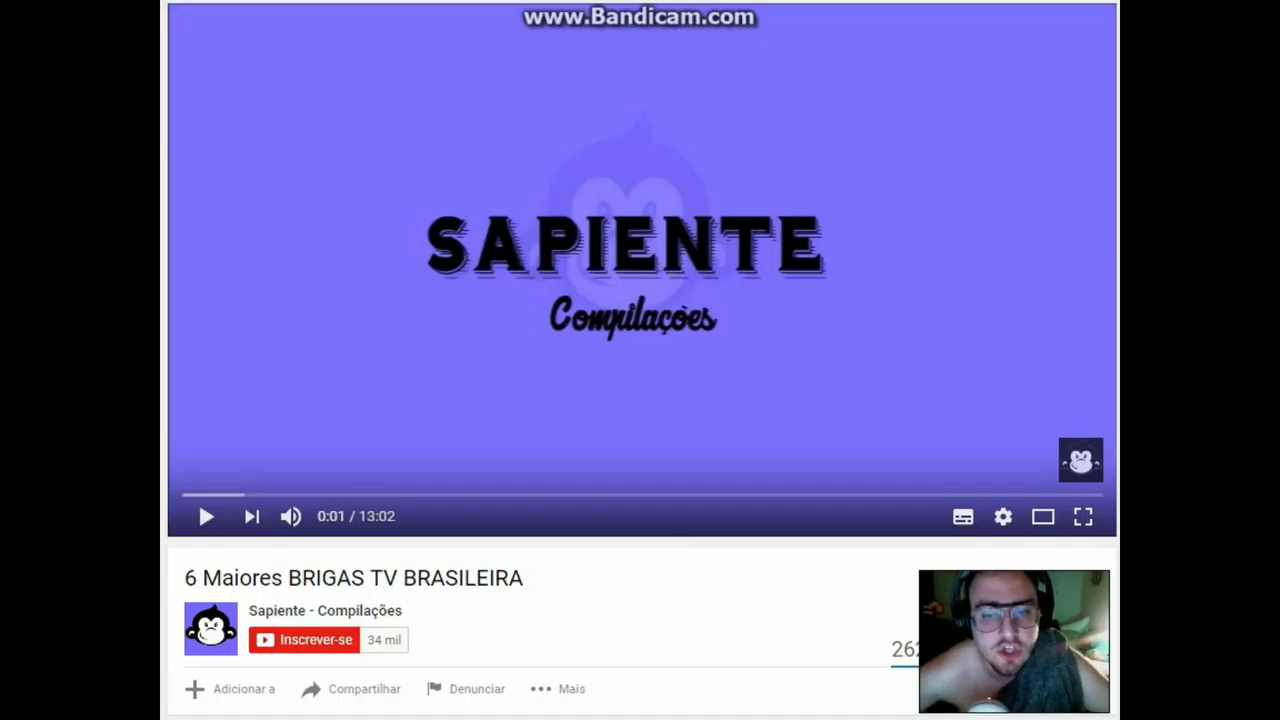 www.Bandicam.com
SAPIENTE
Compilações
0:01 / 13:02
6 Maiores BRIGAS TV BRASILEIRA
Sapiente - Compilações
Inscrever-se 34 mil
262
Adicionar a Compartilhar Denunciar Mais